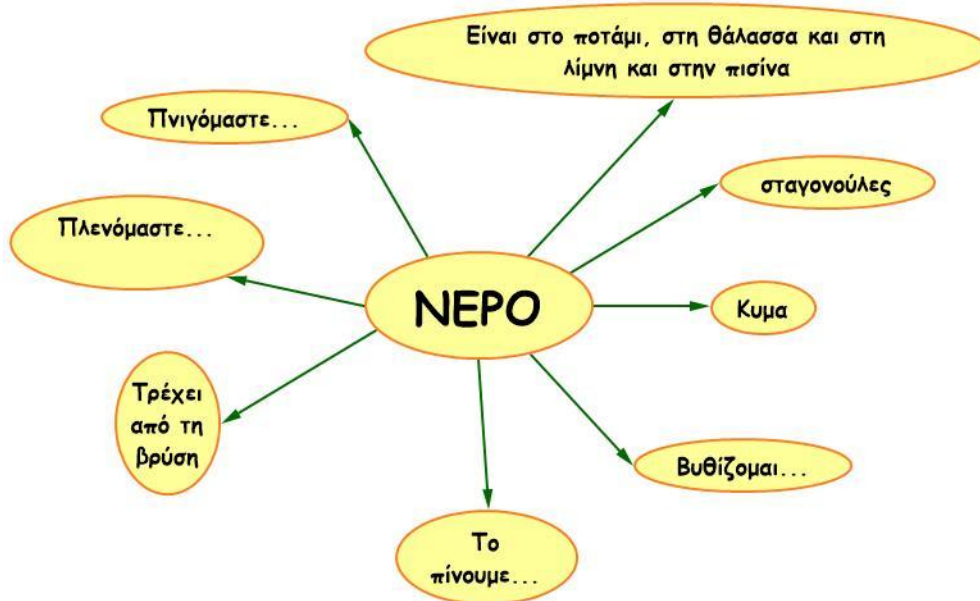 Είναι στο ποτάμι, στη θάλασσα και στη
λίμνη και στην πισίνα
Πνιγόμαστε...
σταγονούλες
Πλενόμαστε...
ΝΕΡΟ
Κυμα
Τρέχει
από τη
βρύση
Βυθίζομαι...
Το
πίνουμε...